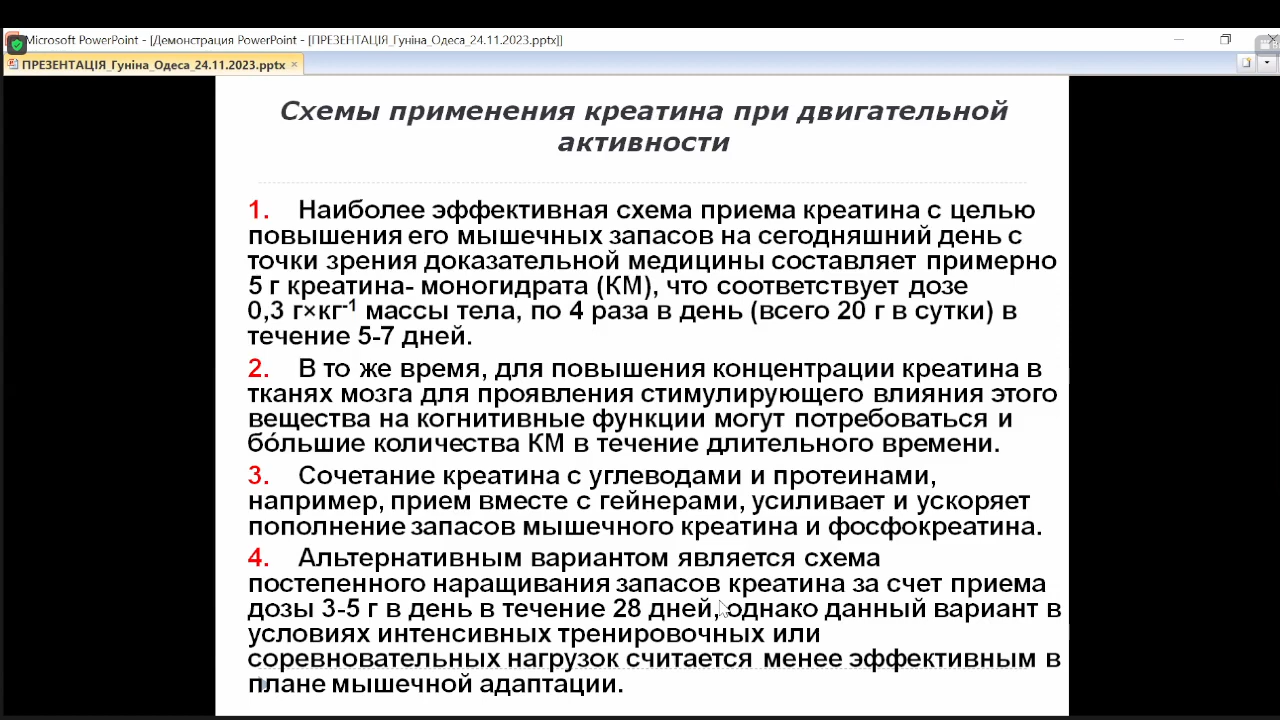 Microsoft PowerPoint - [Демонстрация PowerPoint - [ПРЕЗЕНТАЦІЯ_Гуніна_Одеса_24.11.2023.pptx]]
ПРЕЗЕНТАЦІЯ_Гуніна_Одеса_24.11.2023.pptx
Схемы применения креатина при двигательной
активности
1. Наиболее эффективная схема приема креатина с целью
повышения его мышечных запасов на сегодняшний день с
точки зрения доказательной медицины составляет примерно
5 г креатина- моногидрата (КМ), что соответствует дозе
0,3 г×кг⁻¹ массы тела, по 4 раза в день (всего 20 г в сутки) в
течение 5-7 дней.
2. В то же время, для повышения концентрации креатина в
тканях мозга для проявления стимулирующего влияния этого
вещества на когнитивные функции могут потребоваться и
бо́льшие количества КМ в течение длительного времени.
3. Сочетание креатина с углеводами и протеинами,
например, прием вместе с гейнерами, усиливает и ускоряет
пополнение запасов мышечного креатина и фосфокреатина.
4. Альтернативным вариантом является схема
постепенного наращивания запасов креатина за счет приема
дозы 3-5 г в день в течение 28 дней, однако данный вариант в
условиях интенсивных тренировочных или
соревновательных нагрузок считается менее эффективным в
плане мышечной адаптации.